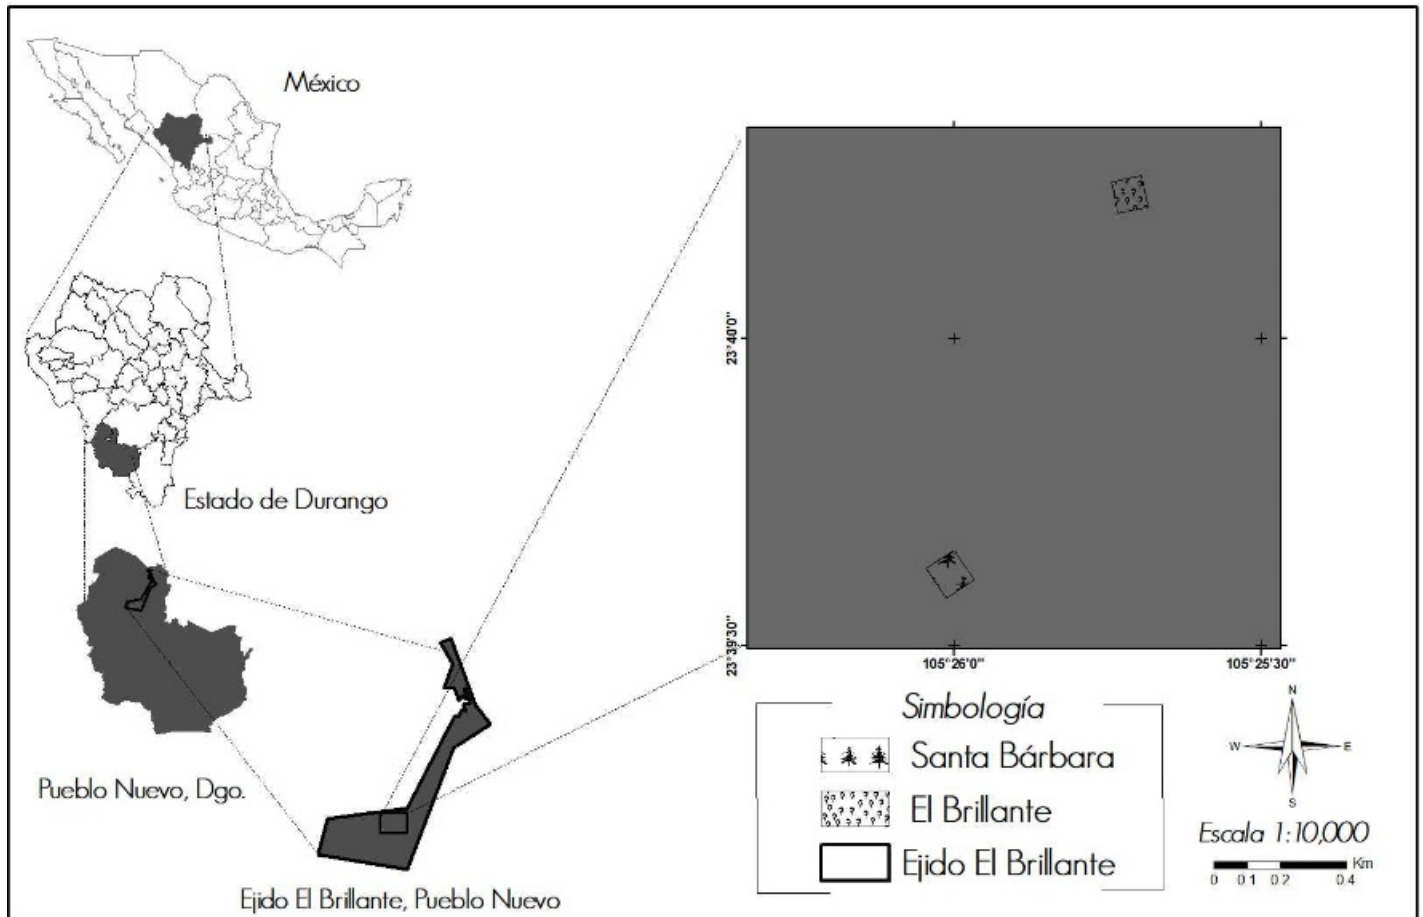 México
Estado de Durango
Pueblo Nuevo, Dgo.
Ejido El Brillante, Pueblo Nuevo
23°40'0"
23°39'30"
105°26'0"
105°25'30"
Simbología
Santa Bárbara
El Brillante
Ejido El Brillante
N
W
E
S
Escala 1:10,000
Km
0 0.1 0.2 0.4